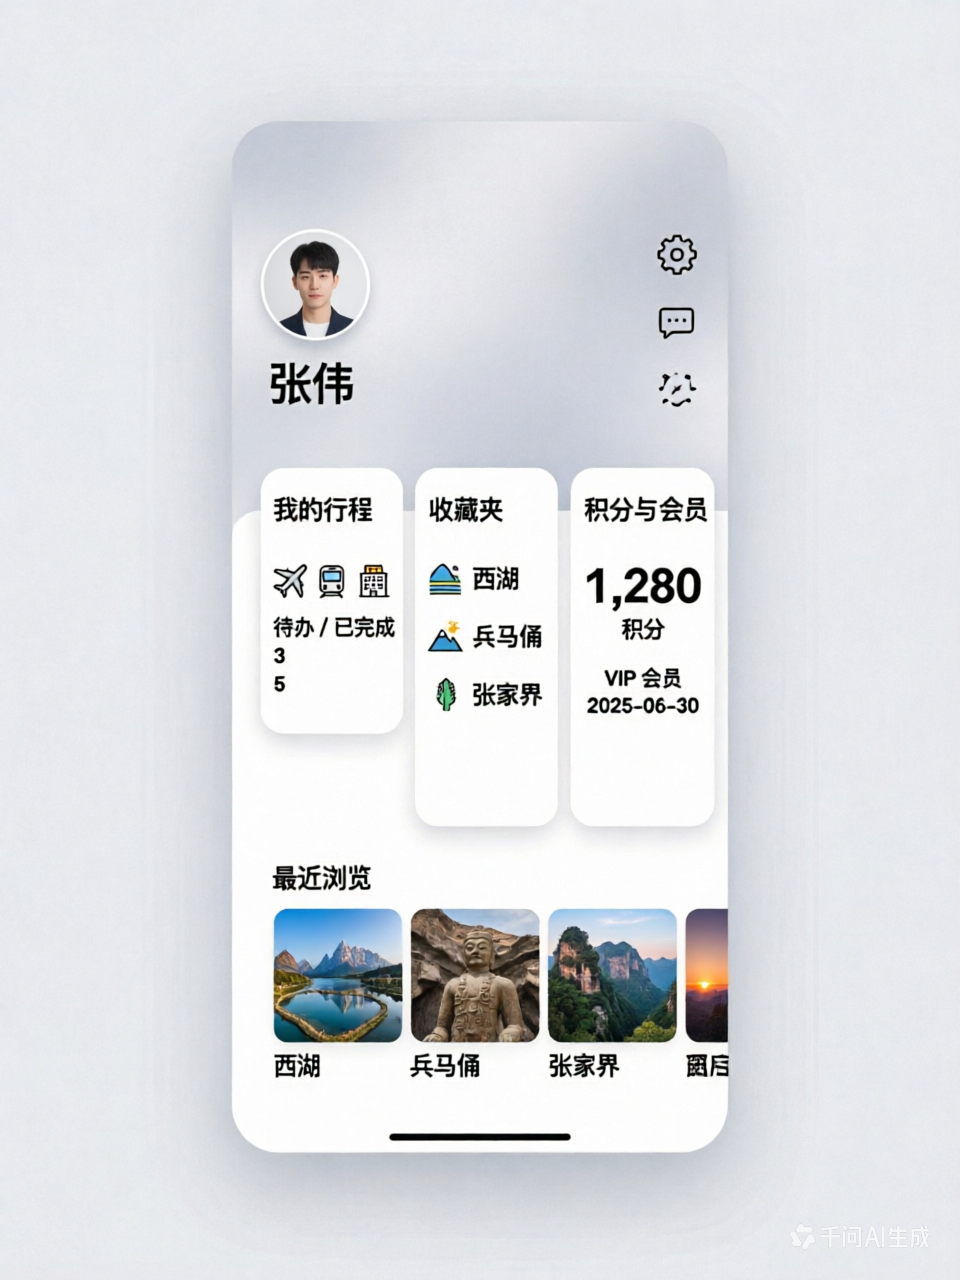 张伟
我的行程
待办 / 已完成
3
5
收藏夹
西湖
兵马俑
张家界
积分与会员
1,280
积分
VIP 会员
2025-06-30
最近浏览
西湖
兵马俑
张家界
千问AI生成